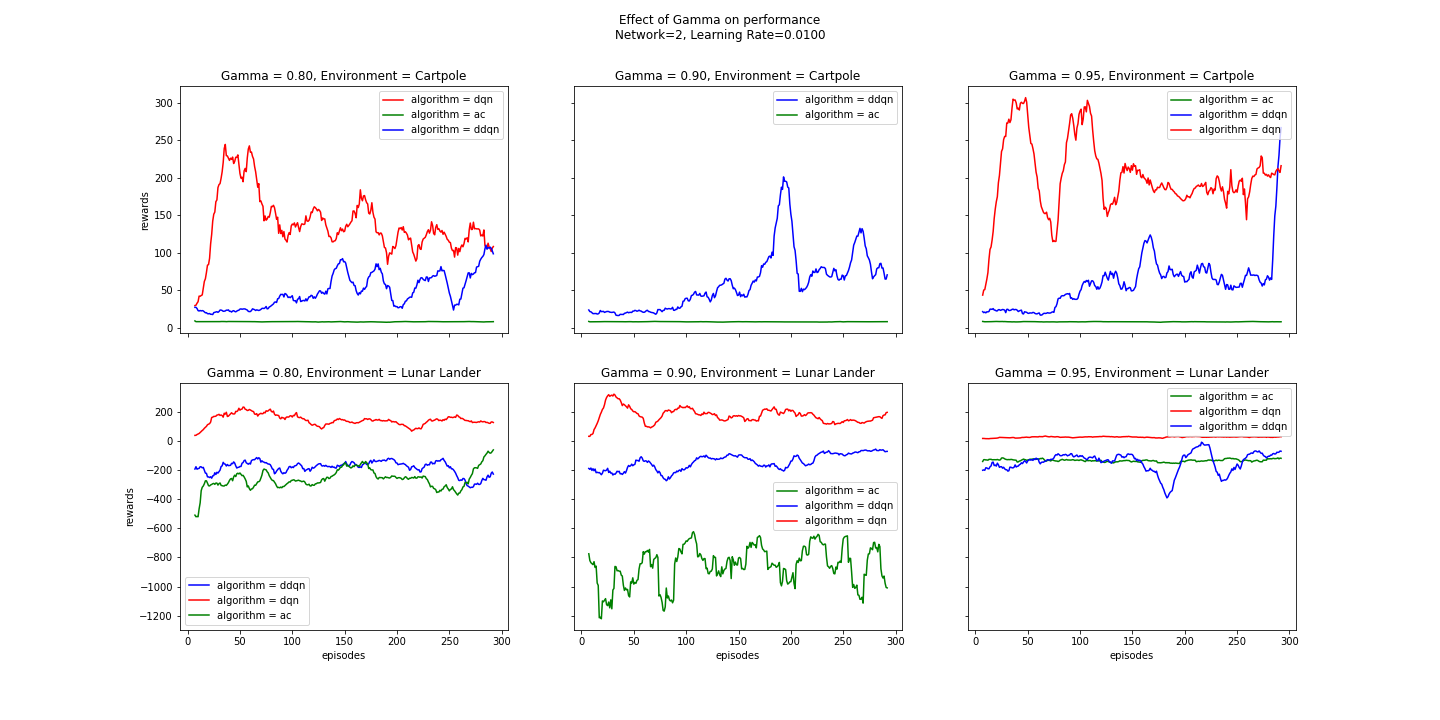 Effect of Gamma on performance
Network=2, Learning Rate=0.0100
Gamma = 0.80, Environment = Cartpole
Gamma = 0.90, Environment = Cartpole
Gamma = 0.95, Environment = Cartpole
algorithm = dqn
algorithm = ac
algorithm = ddqn
algorithm = ddqn
algorithm = ac
algorithm = ac
algorithm = ddqn
algorithm = dqn
rewards
300
250
200
150
100
50
0
Gamma = 0.80, Environment = Lunar Lander
Gamma = 0.90, Environment = Lunar Lander
Gamma = 0.95, Environment = Lunar Lander
rewards
200
0
−200
−400
−600
−800
−1000
−1200
algorithm = ddqn
algorithm = dqn
algorithm = ac
algorithm = ac
algorithm = ddqn
algorithm = dqn
algorithm = ac
algorithm = dqn
algorithm = ddqn
0 50 100 150 200 250 300
0 50 100 150 200 250 300
0 50 100 150 200 250 300
episodes
episodes
episodes